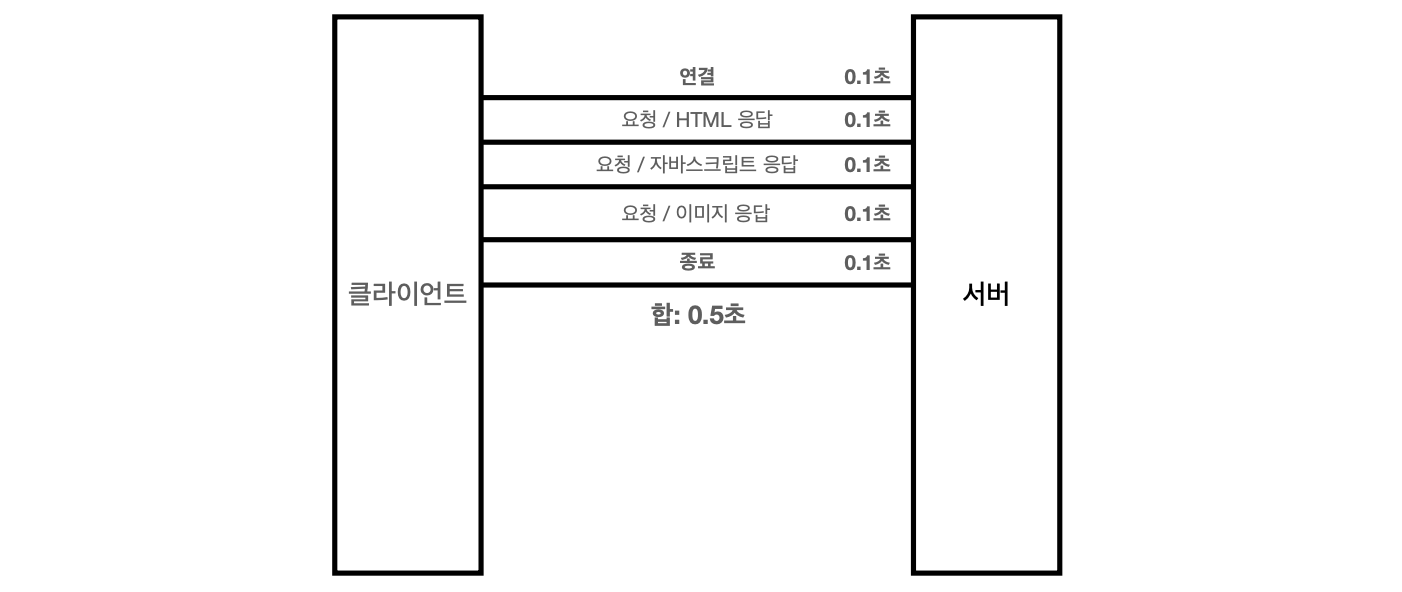 연결 0.1초
요청 / HTML 응답 0.1초
요청 / 자바스크립트 응답 0.1초
요청 / 이미지 응답 0.1초
종료 0.1초
클라이언트
서버
합: 0.5초